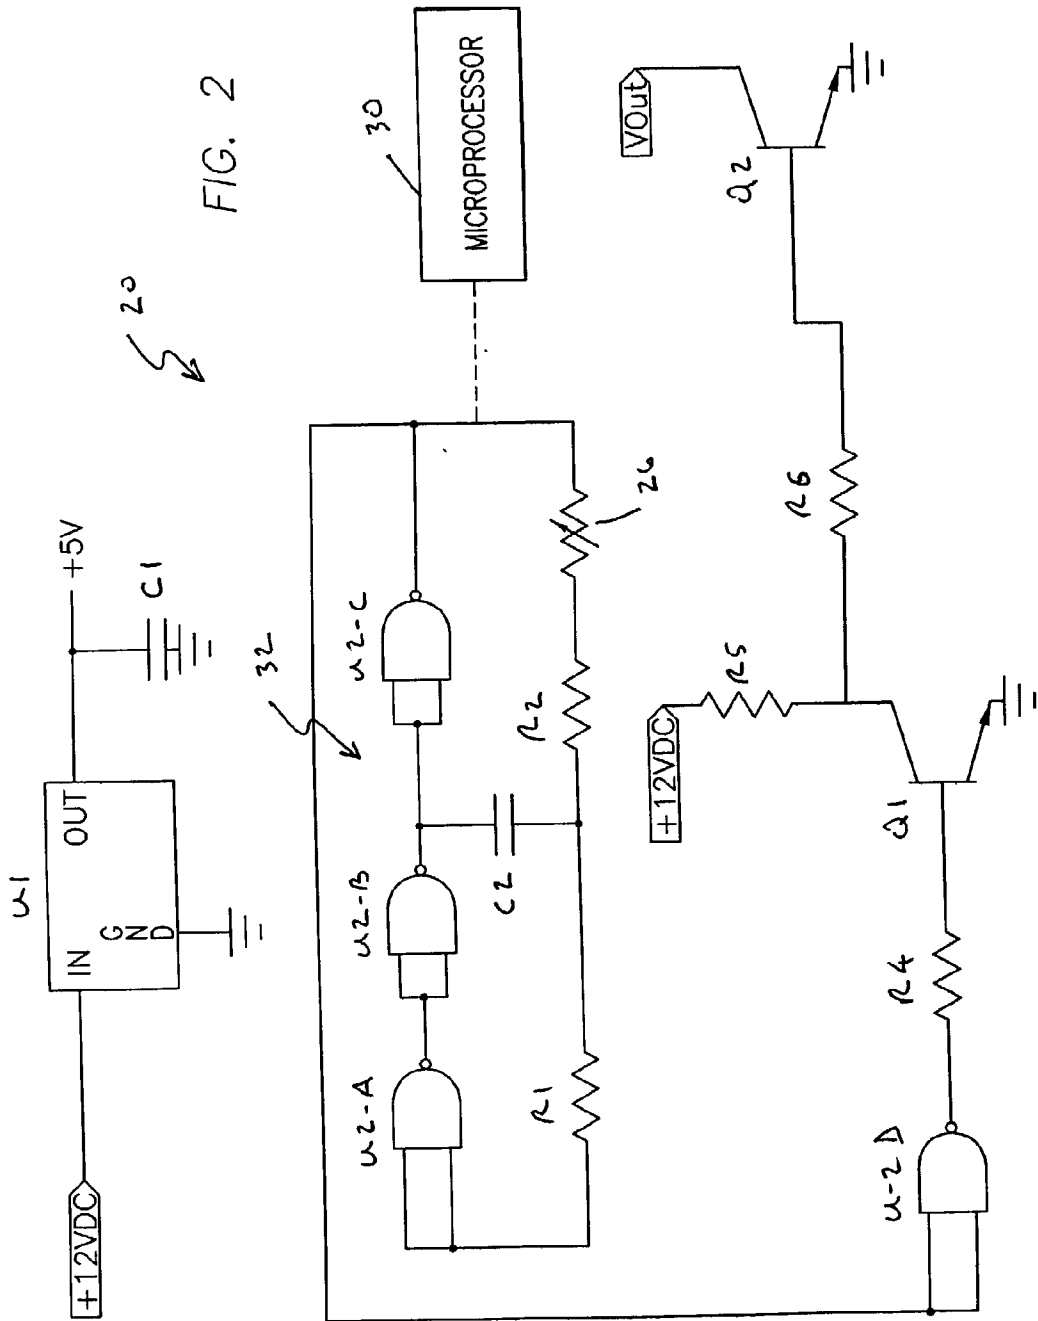 FIG. 2
20
+12VDC
u1
IN
OUT
GND
+5V
C1
32
u2-A
u2-B
u2-C
C2
R1
R2
26
30
MICROPROCESSOR
u-2D
R4
Q1
+12VDC
R5
R6
Q2
VOut